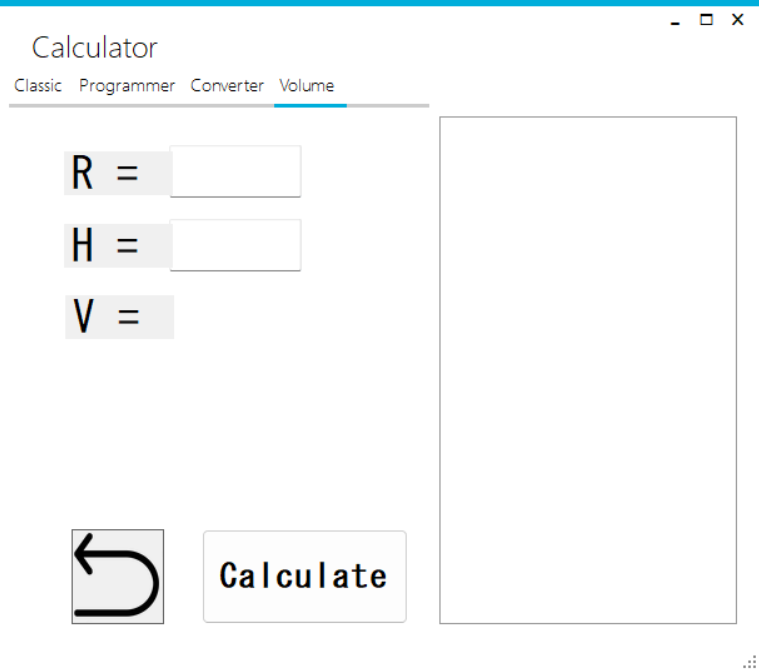 Calculator
Classic Programmer Converter Volume
R =
H =
V =
Calculate